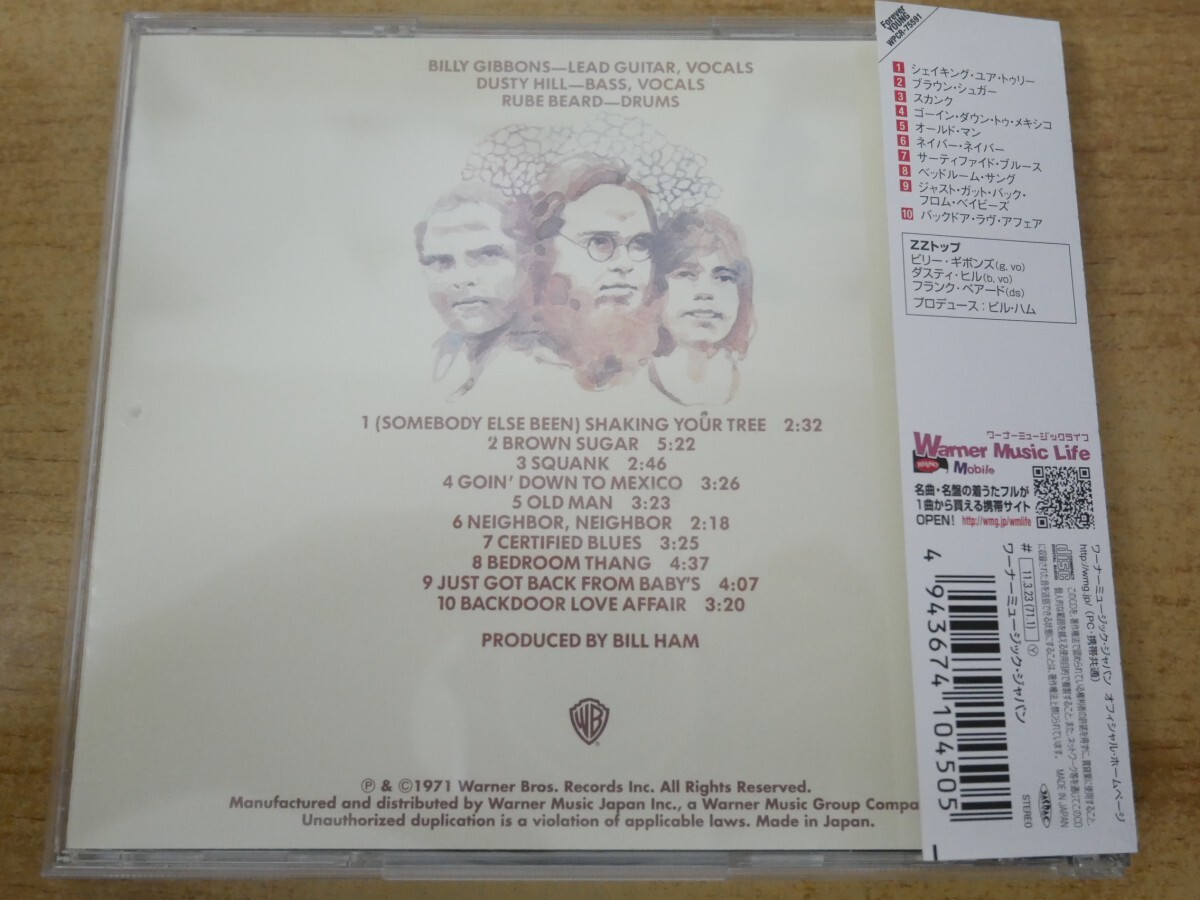 BILLY GIBBONS—LEAD GUITAR, VOCALS
DUSTY HILL—BASS, VOCALS
RUBE BEARD—DRUMS
1 (SOMEBODY ELSE BEEN) SHAKING YOUR TREE 2:32
2 BROWN SUGAR 5:22
3 SQUANK 2:46
4 GOIN' DOWN TO MEXICO 3:26
5 OLD MAN 3:23
6 NEIGHBOR, NEIGHBOR 2:18
7 CERTIFIED BLUES 3:25
8 BEDROOM THANG 4:37
9 JUST GOT BACK FROM BABY'S 4:07
10 BACKDOOR LOVE AFFAIR 3:20
PRODUCED BY BILL HAM
WB
Ⓟ & ©1971 Warner Bros. Records Inc. All Rights Reserved.
Manufactured and distributed by Warner Music Japan Inc., a Warner Music Group Compa
Unauthorized duplication is a violation of applicable laws. Made in Japan.
Forever
YOUNG
WPCR-75591
1 シェイキング・ユア・トゥリー
2 ブラウン・シュガー
3 スカンク
4 ゴーイン・ダウン・トゥ・メキシコ
5 オールド・マン
6 ネイバー・ネイバー
7 サーティファイド・ブルース
8 ベッドルーム・サング
9 ジャスト・ガット・バック・
フロム・ベイビーズ
10 バックドア・ラヴ・アフェア
ZZトップ
ビリー・ギボンズ(g, vo)
ダスティ・ヒル(b, vo)
フランク・ベアード(ds)
プロデュース：ビル・ハム
ワーナーミュージックライフ
Warner Music Life
Mobile
名曲・名盤の着うたフルが
1曲から買える携帯サイト
OPEN! http://wmg.jp/wmlife
ワーナーミュージック・ジャパン オフィシャル・ホームページ
http://wmg.jp/ (PC・携帯共通)
MADE IN JAPAN
STEREO
# 11.3.23 (71.1) Ⓨ
ワーナーミュージック・ジャパン
4 943674 104505